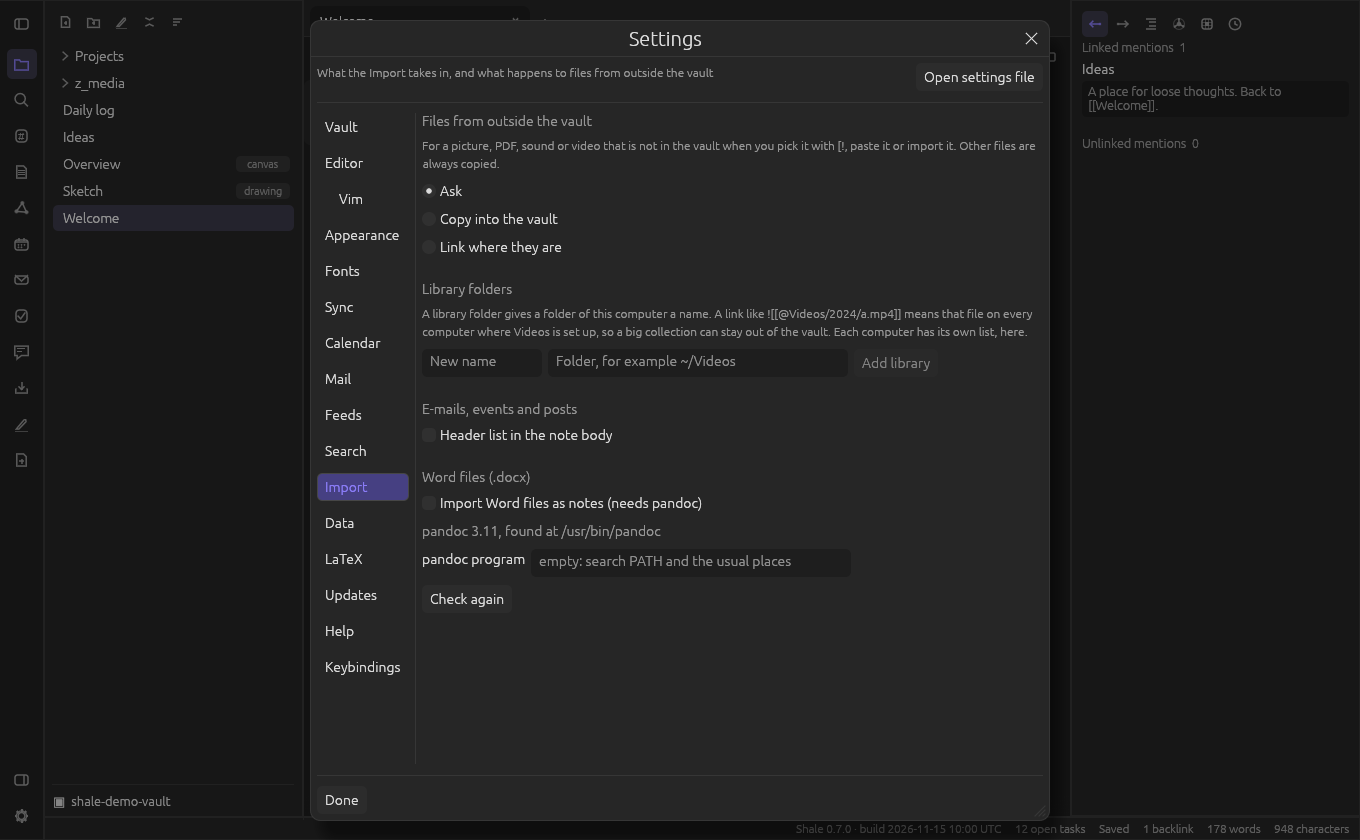 Settings
What the Import takes in, and what happens to files from outside the vault
Open settings file
Projects
z_media
Daily log
Ideas
Overview
canvas
Sketch
drawing
Welcome
shale-demo-vault
Vault
Editor
Vim
Appearance
Fonts
Sync
Calendar
Mail
Feeds
Search
Import
Data
LaTeX
Updates
Help
Keybindings
Files from outside the vault
For a picture, PDF, sound or video that is not in the vault when you pick it with [!, paste it or import it. Other files are
always copied.
Ask
Copy into the vault
Link where they are
Library folders
A library folder gives a folder of this computer a name. A link like ![[@Videos/2024/a.mp4]] means that file on every
computer where Videos is set up, so a big collection can stay out of the vault. Each computer has its own list, here.
New name
Folder, for example ~/Videos
Add library
E-mails, events and posts
Header list in the note body
Word files (.docx)
Import Word files as notes (needs pandoc)
pandoc 3.11, found at /usr/bin/pandoc
pandoc program
empty: search PATH and the usual places
Check again
Done
Linked mentions 1
Ideas
A place for loose thoughts. Back to
[[Welcome]].
Unlinked mentions 0
Shale 0.7.0 · build 2026-11-15 10:00 UTC
12 open tasks
Saved
1 backlink
178 words
948 characters